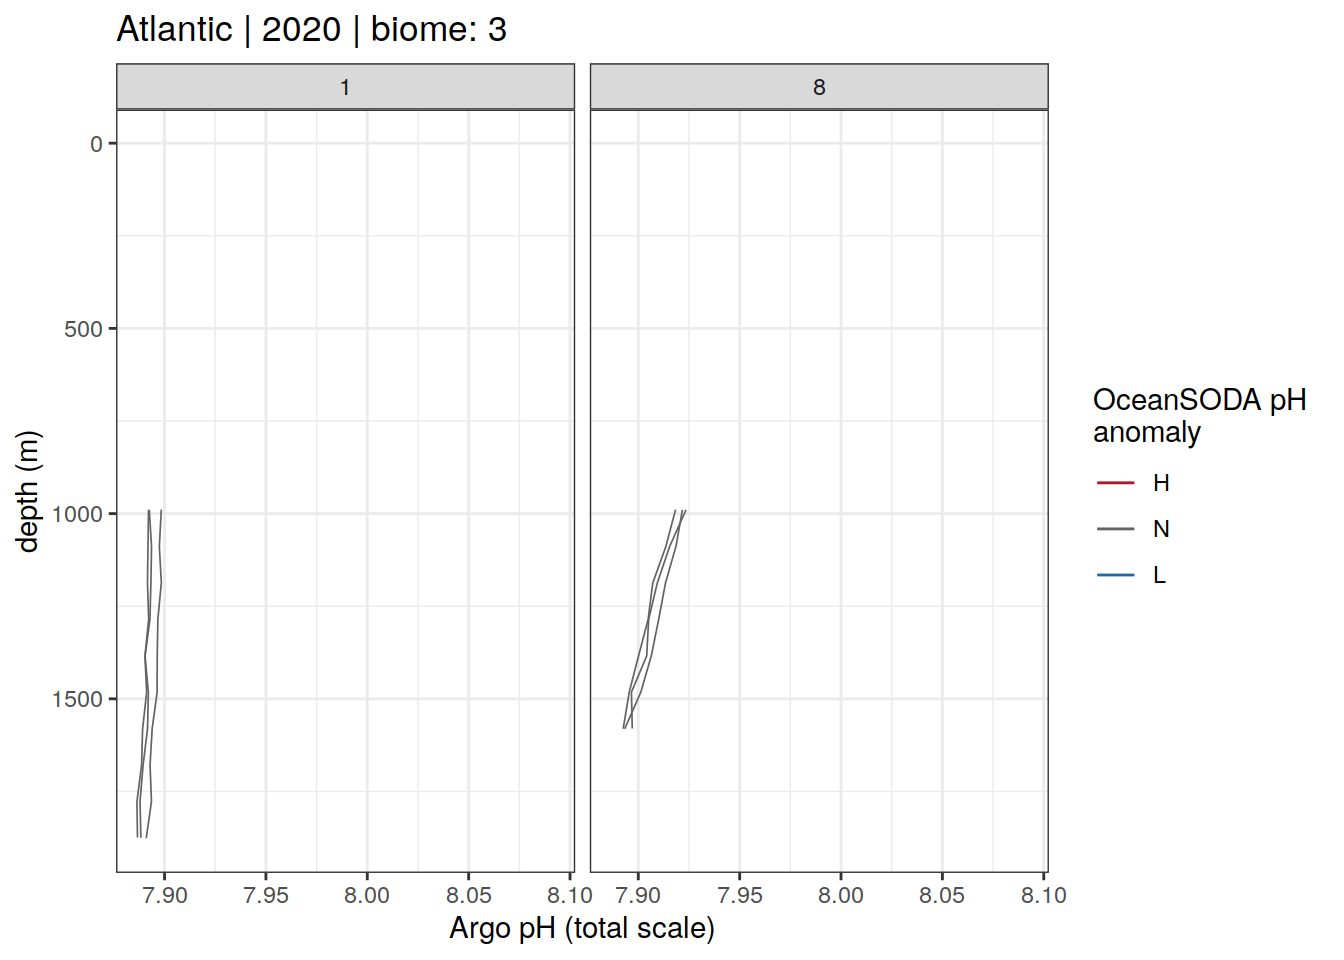 Atlantic | 2020 | biome: 3
1
8
0
500
1000
1500
depth (m)
7.90
7.95
8.00
8.05
8.10
7.90
7.95
8.00
8.05
8.10
Argo pH (total scale)
OceanSODA pH
anomaly
H
N
L